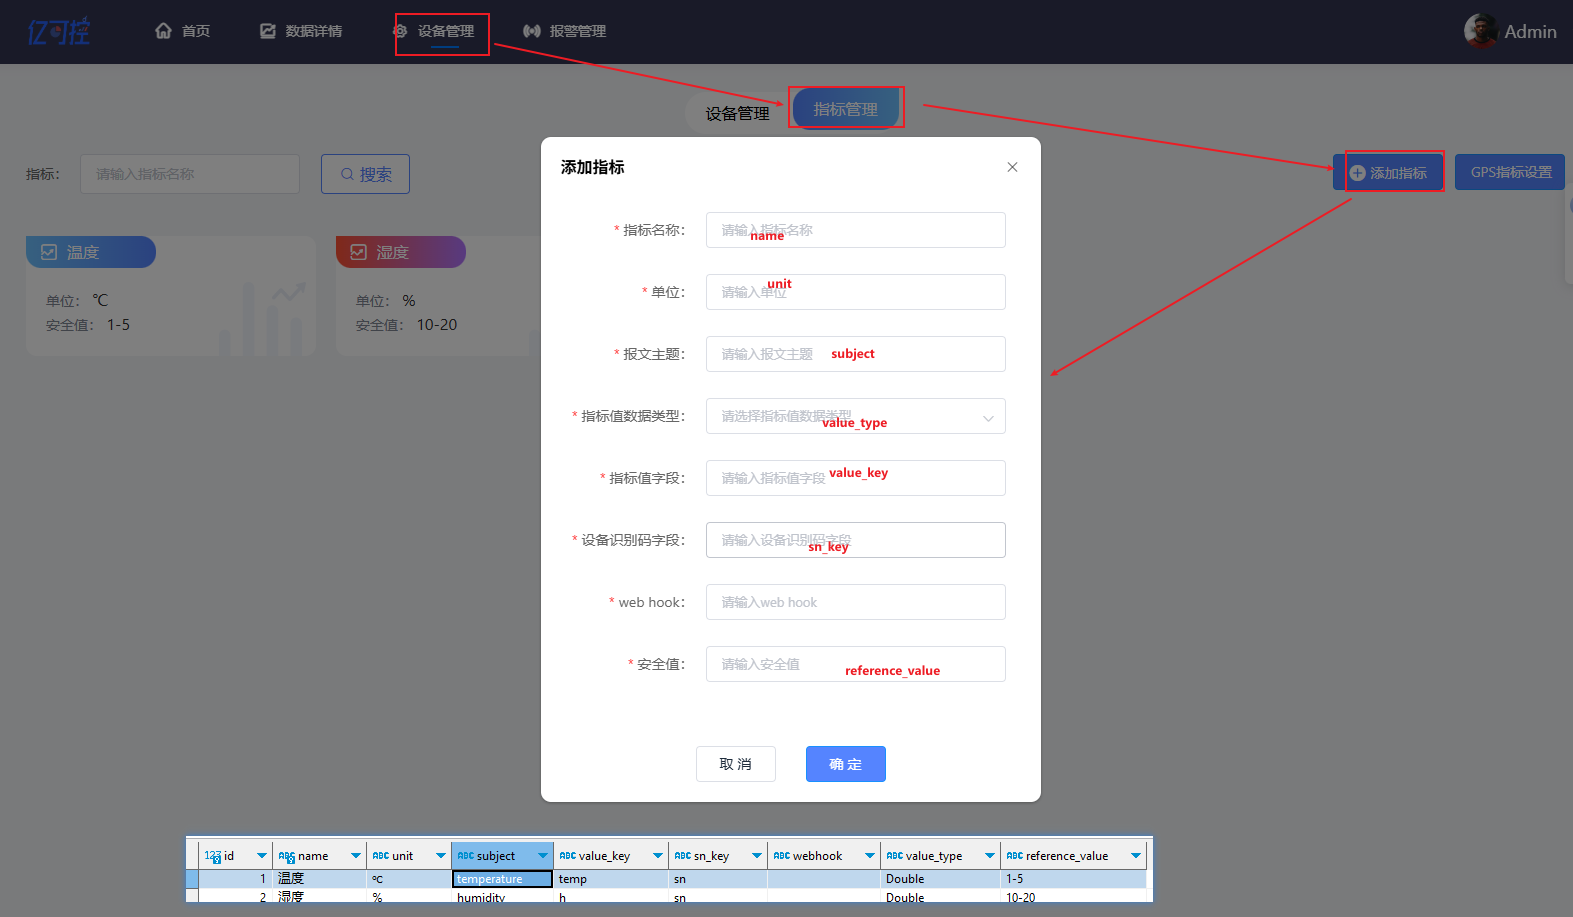 亿可控
首页
数据详情
设备管理
报警管理
Admin
设备管理
指标管理
指标：
请输入指标名称
搜索
添加指标
GPS指标设置
温度
单位： ℃
安全值： 1-5
湿度
单位： %
安全值： 10-20
添加指标
* 指标名称：
请输入指标名称
name
* 单位：
请输入单位
unit
* 报文主题：
请输入报文主题
subject
* 指标值数据类型：
请选择指标值数据类型
value_type
* 指标值字段：
请输入指标值字段
value_key
* 设备识别码字段：
请输入设备识别码字段
sn_key
* web hook：
请输入web hook
* 安全值：
请输入安全值
reference_value
取 消
确 定
123 id ABC name ABC unit ABC subject ABC value_key ABC sn_key ABC webhook ABC value_type ABC reference_value
1 温度 ℃ temperature temp sn Double 1-5
2 湿度 % humidity h sn Double 10-20